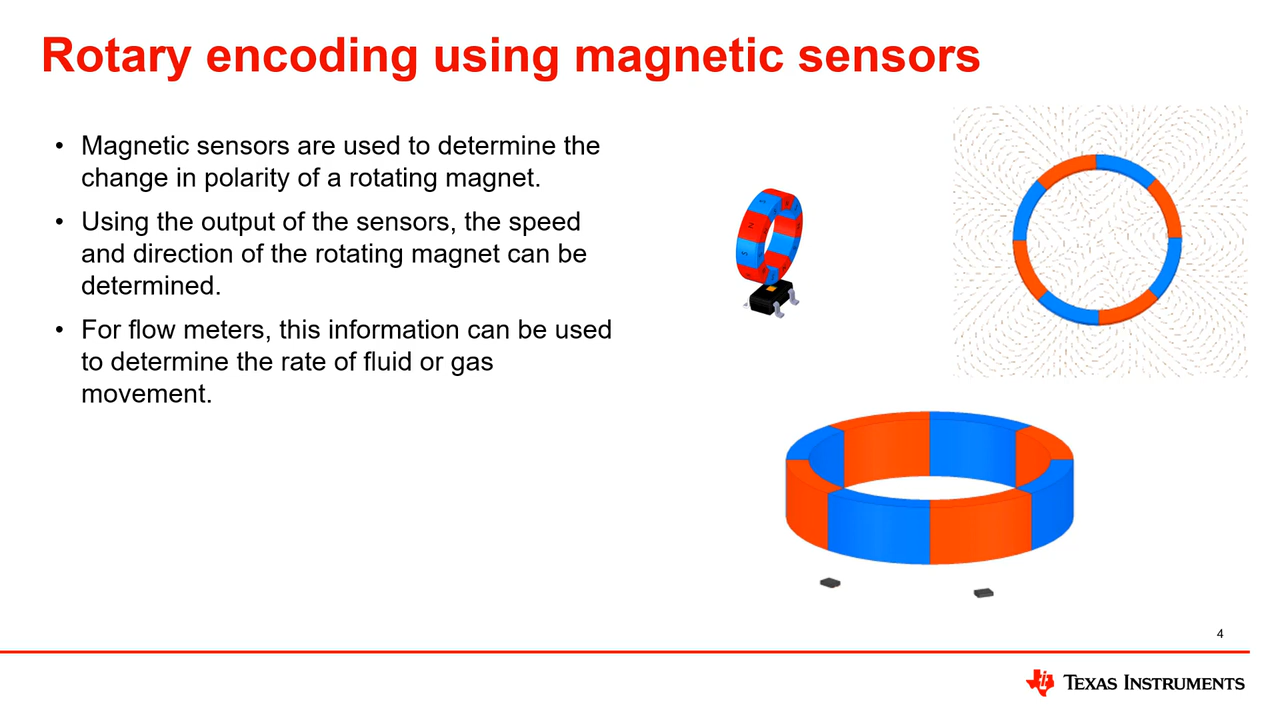 Rotary encoding using magnetic sensors
• Magnetic sensors are used to determine the
change in polarity of a rotating magnet.
• Using the output of the sensors, the speed
and direction of the rotating magnet can be
determined.
• For flow meters, this information can be used
to determine the rate of fluid or gas
movement.
S
N
S
4
TEXAS INSTRUMENTS